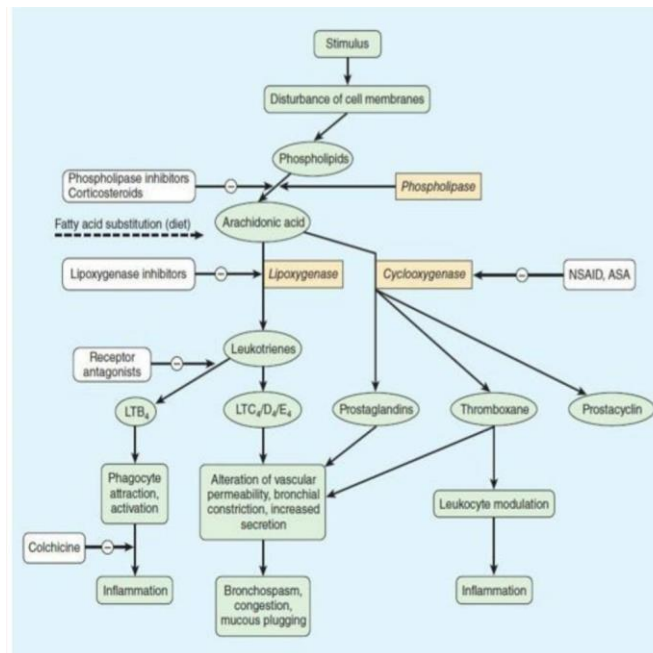 Stimulus
Disturbance of cell membranes
Phospholipids
Phospholipase inhibitors
Corticosteroids
−
Phospholipase
Arachidonic acid
Fatty acid substitution (diet)
Lipoxygenase inhibitors
−
Lipoxygenase
Cyclooxygenase
−
NSAID, ASA
Leukotrienes
Receptor
antagonists
−
LTB₄
LTC₄/D₄/E₄
Prostaglandins
Thromboxane
Prostacyclin
Phagocyte
attraction,
activation
Alteration of vascular
permeability, bronchial
constriction, increased
secretion
Leukocyte modulation
Colchicine
−
Inflammation
Bronchospasm,
congestion,
mucous plugging
Inflammation